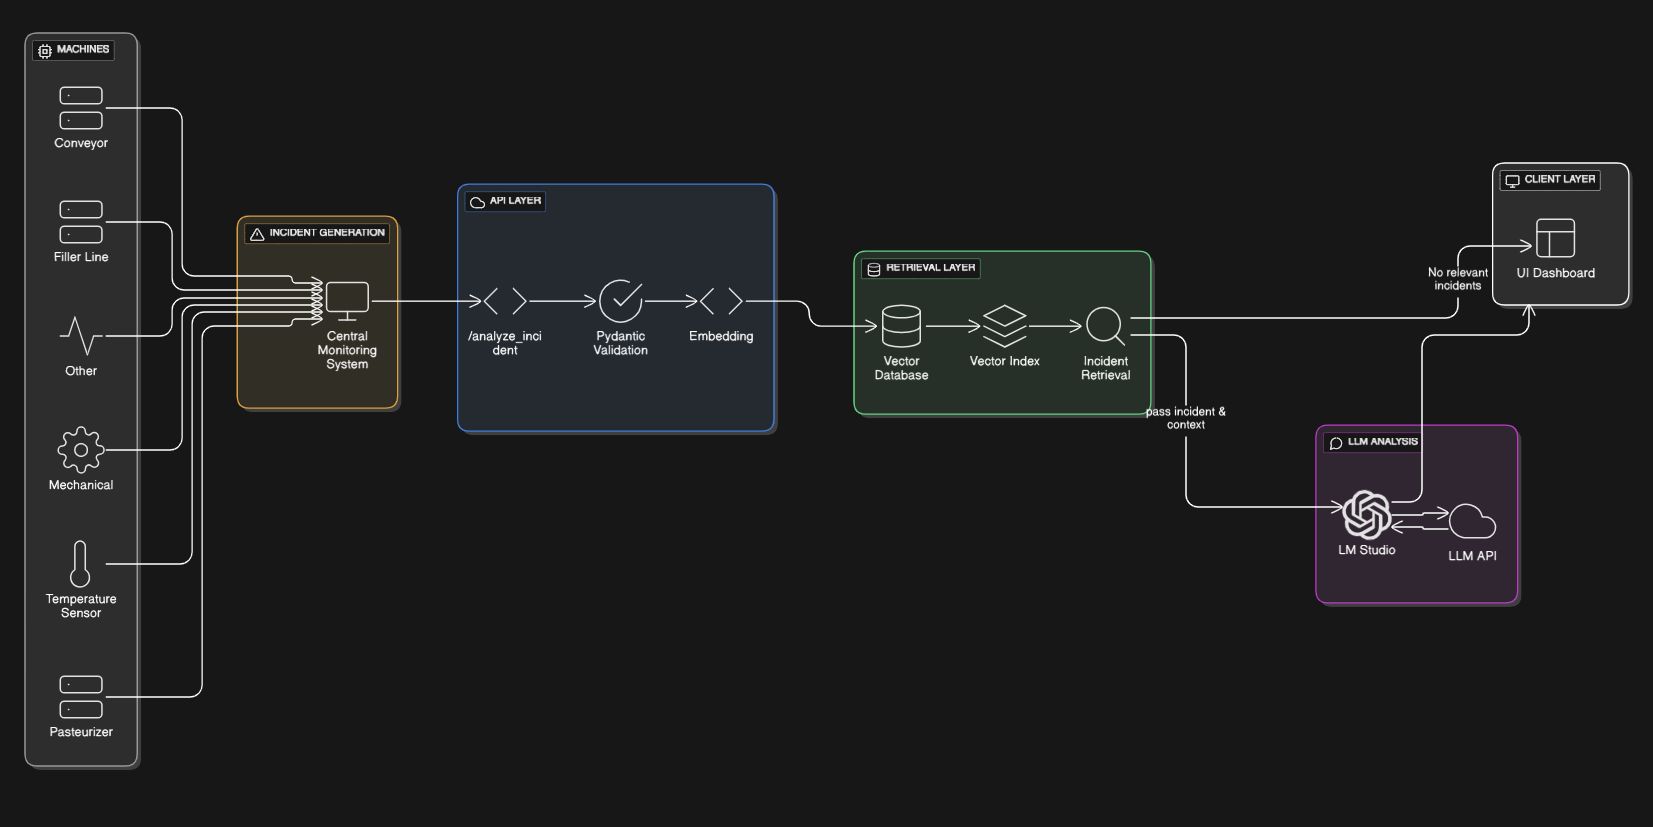 MACHINES
Conveyor
Filler Line
Other
Mechanical
Temperature
Sensor
Pasteurizer
INCIDENT GENERATION
Central
Monitoring
System
API LAYER
/analyze_inci
dent
Pydantic
Validation
Embedding
RETRIEVAL LAYER
Vector
Database
Vector Index
Incident
Retrieval
No relevant
incidents
pass incident &
context
CLIENT LAYER
UI Dashboard
LLM ANALYSIS
LM Studio
LLM API